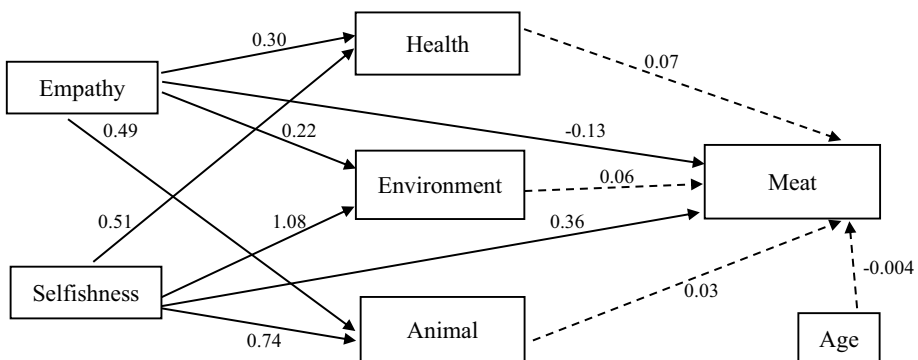 Health
0.30
0.07
Empathy
0.49
0.22
-0.13
Environment
0.06
Meat
0.51
1.08
0.36
Selfishness
-0.004
0.03
0.74
Animal
Age